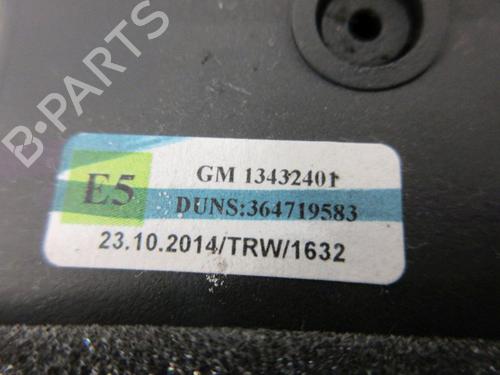 B-PARTS
E5
GM 13432401
DUNS:364719583
23.10.2014/TRW/1632